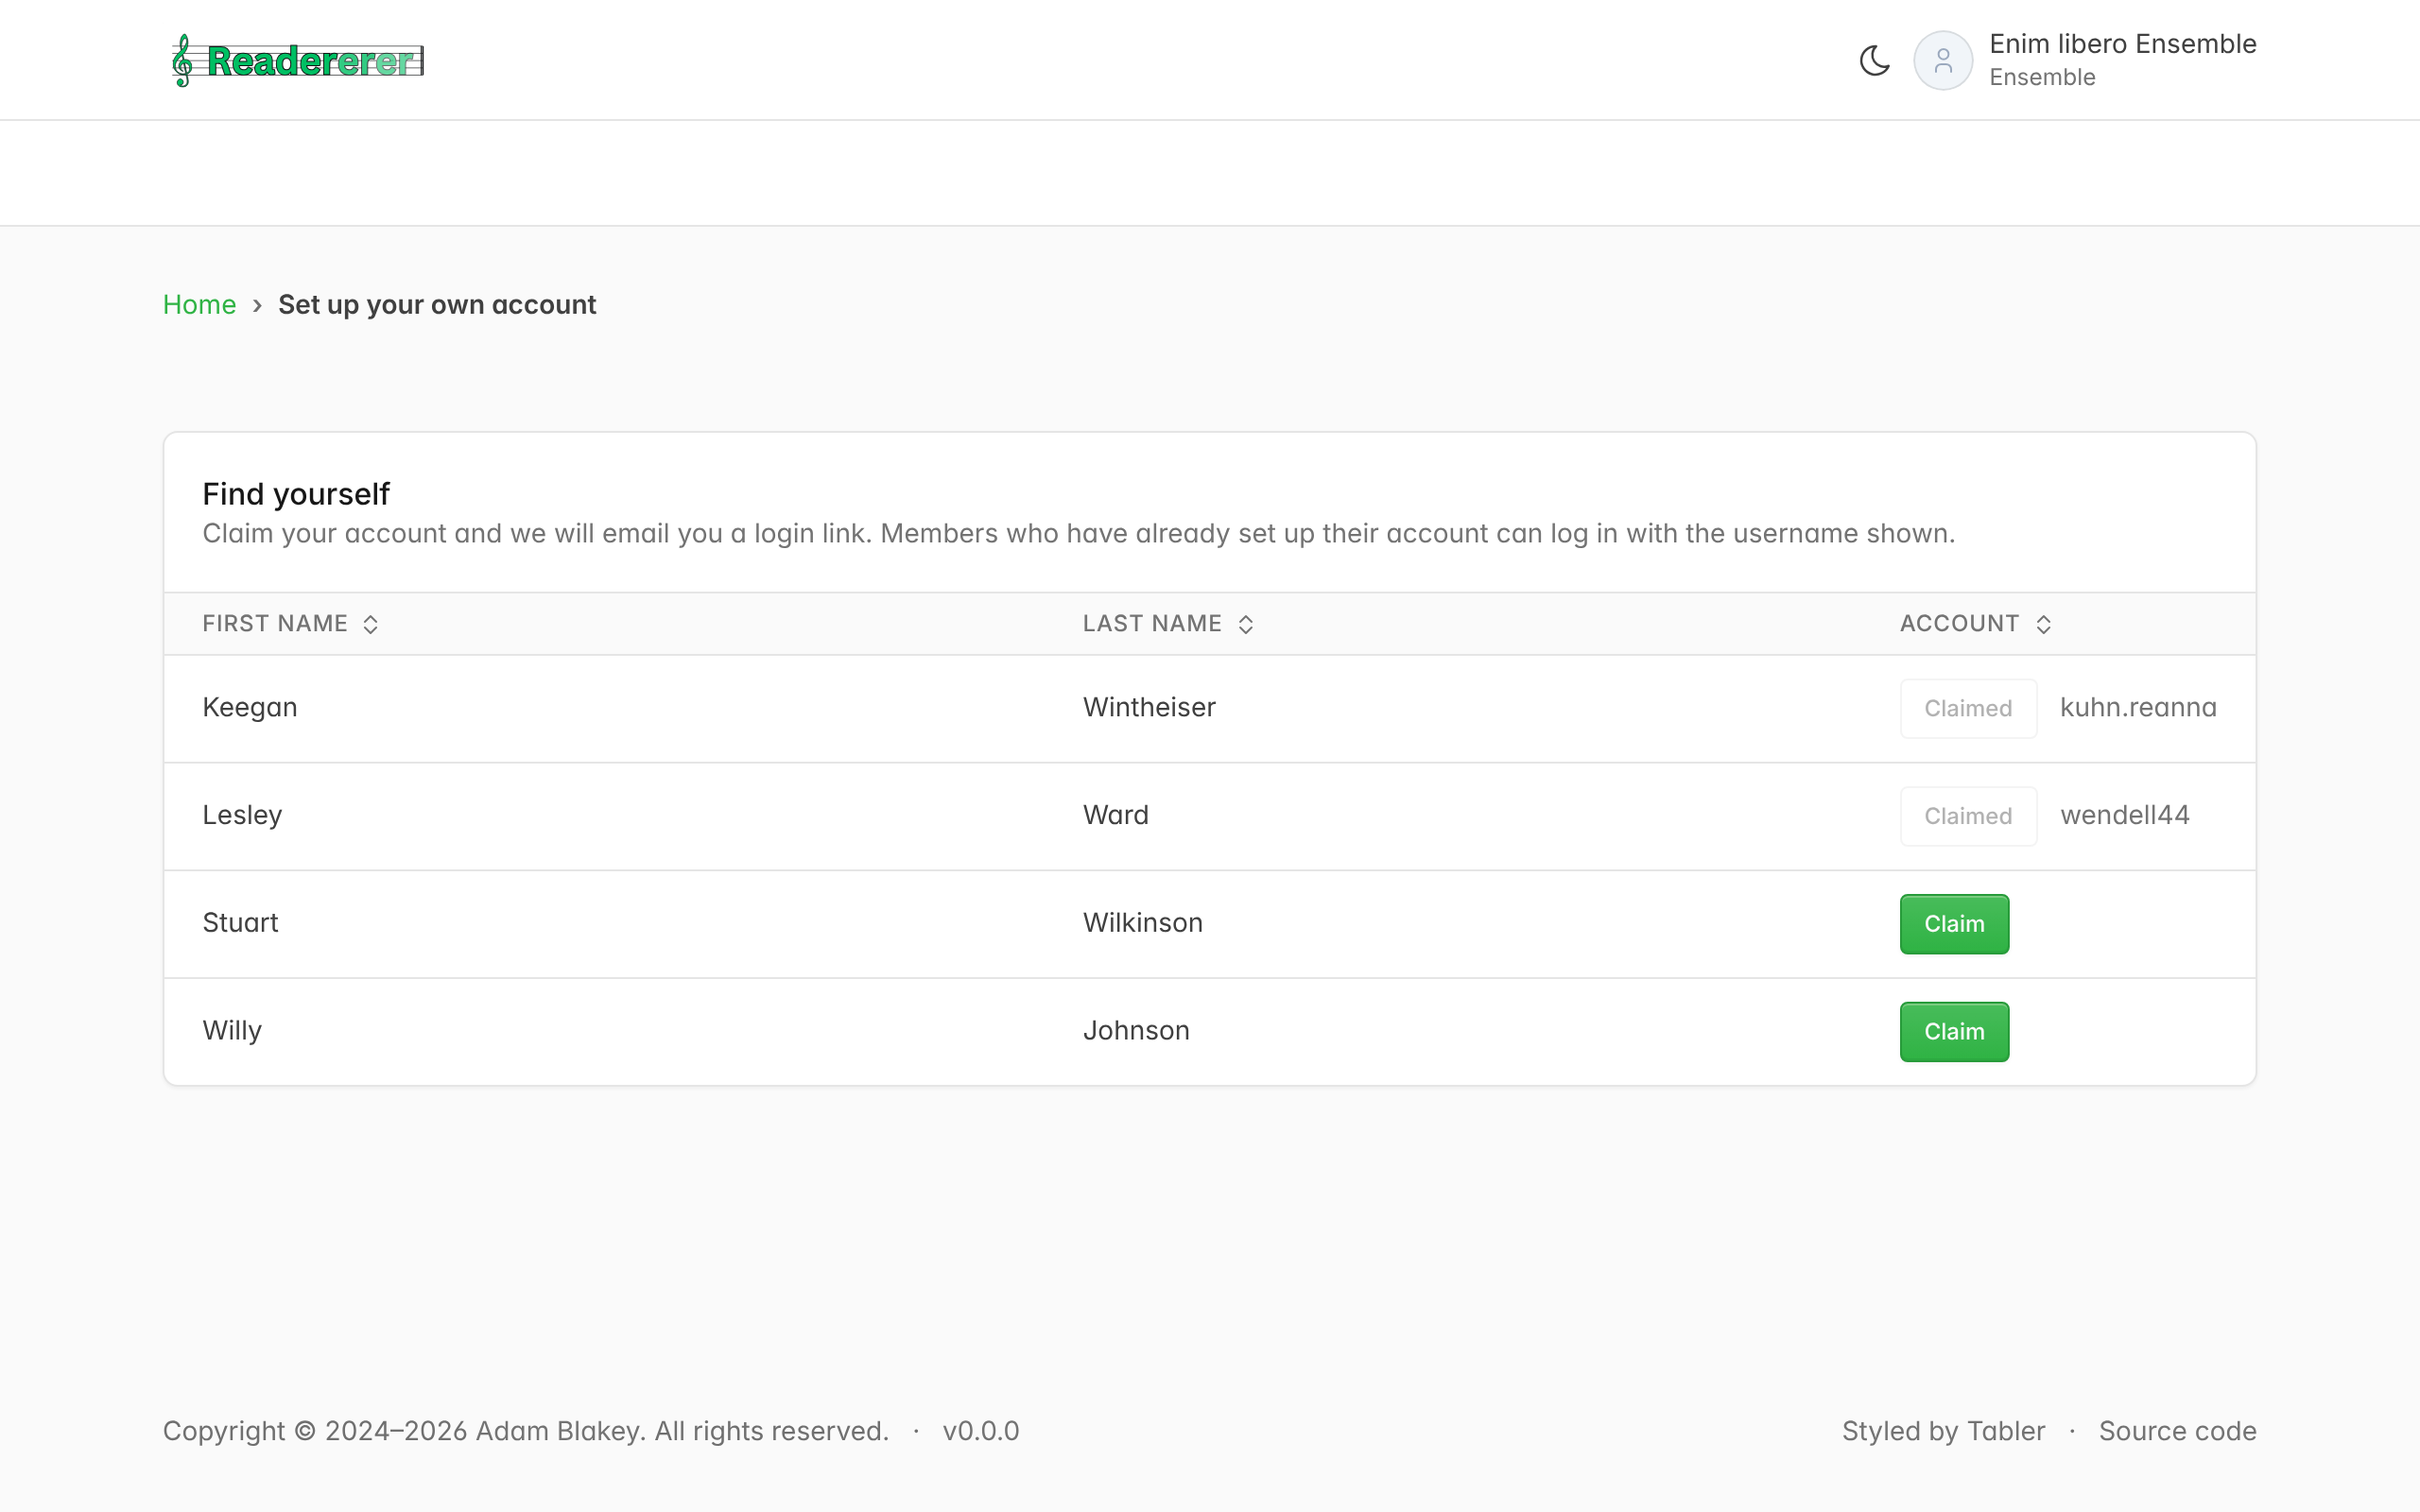 Readererer
Enim libero Ensemble
Ensemble
Home › Set up your own account
Find yourself
Claim your account and we will email you a login link. Members who have already set up their account can log in with the username shown.
FIRST NAME LAST NAME ACCOUNT
Keegan Wintheiser Claimed kuhn.reanna
Lesley Ward Claimed wendell44
Stuart Wilkinson Claim
Willy Johnson Claim
Copyright © 2024–2026 Adam Blakey. All rights reserved. · v0.0.0 Styled by Tabler · Source code